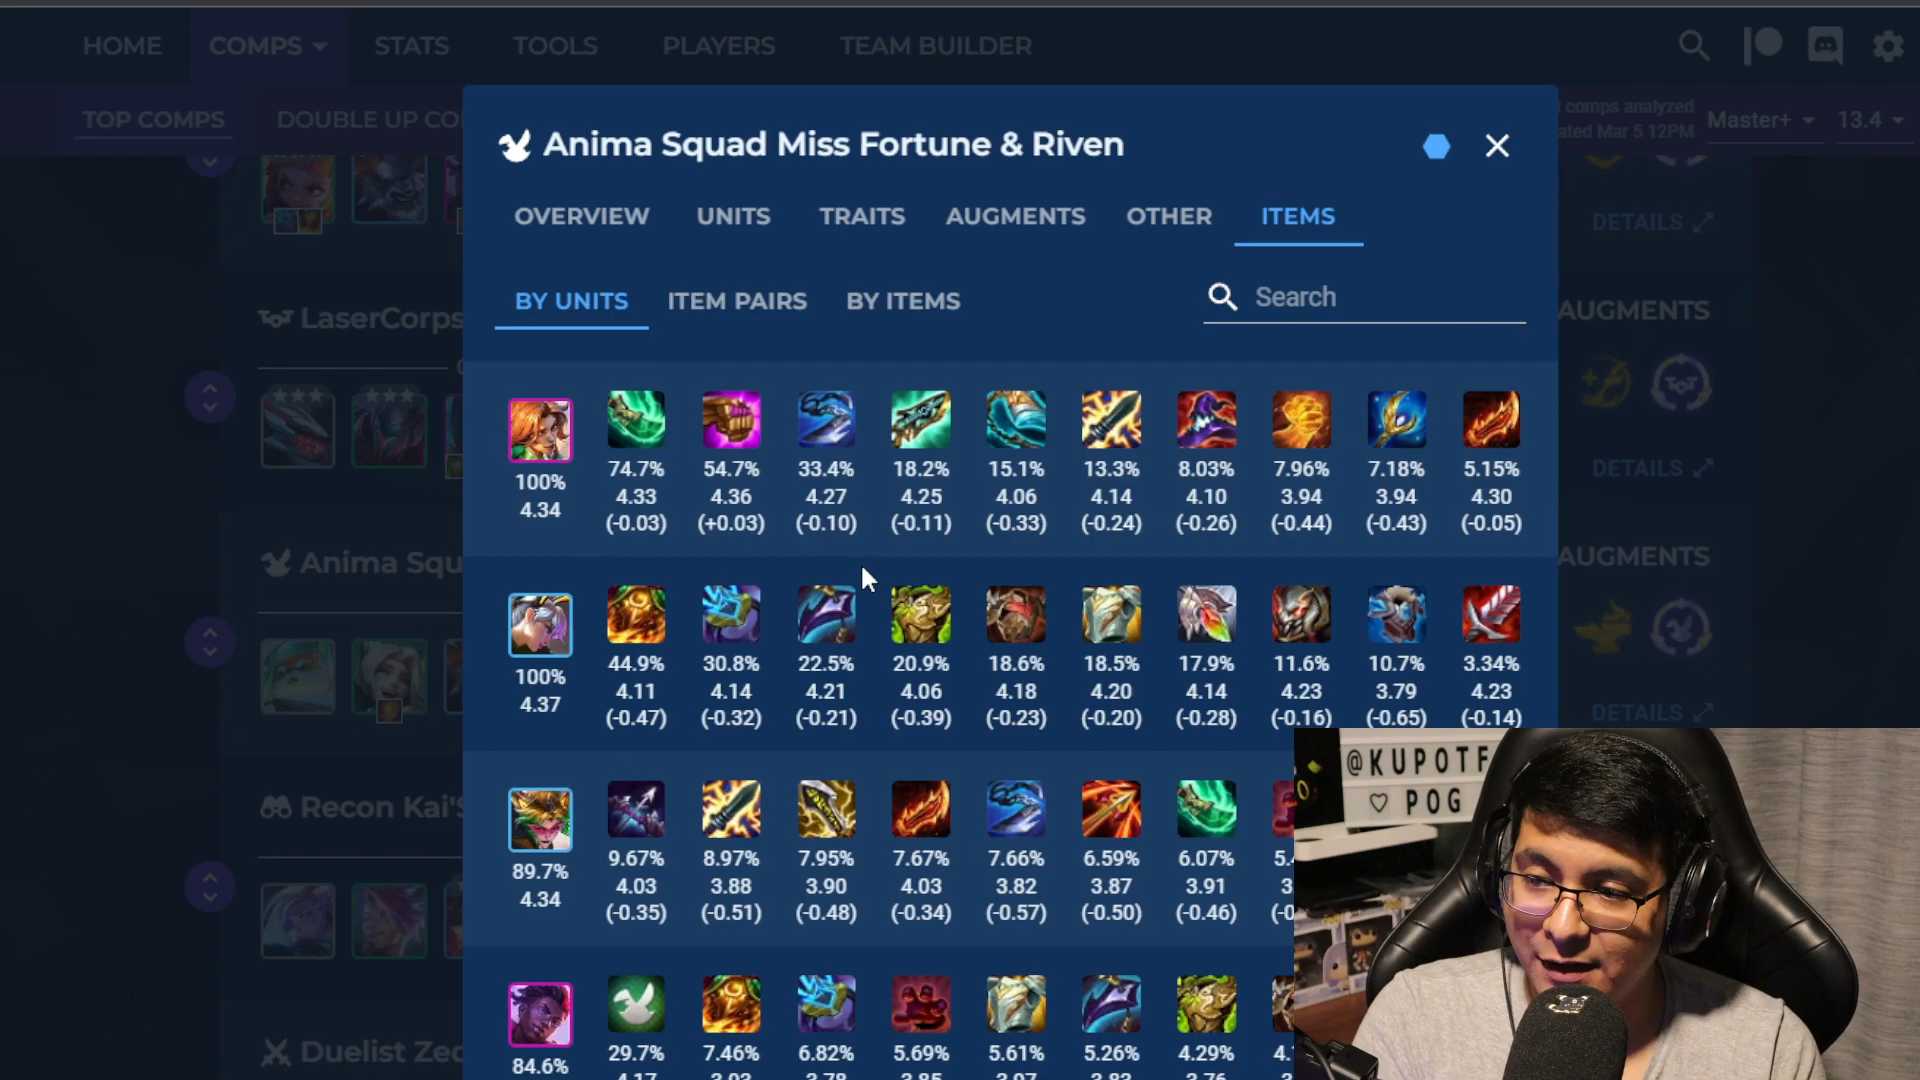 HOME COMPS STATS TOOLS PLAYERS TEAM BUILDER
TOP COMPS DOUBLE UP CO
comps analyzed
ated Mar 5 12PM
Master+ 13.4
Anima Squad Miss Fortune & Riven
OVERVIEW UNITS TRAITS AUGMENTS OTHER ITEMS
DETAILS
BY UNITS ITEM PAIRS BY ITEMS Search
LaserCorps
AUGMENTS
100% 74.7% 54.7% 33.4% 18.2% 15.1% 13.3% 8.03% 7.96% 7.18% 5.15%
4.34 4.33 4.36 4.27 4.25 4.06 4.14 4.10 3.94 3.94 4.30
(-0.03) (+0.03) (-0.10) (-0.11) (-0.33) (-0.24) (-0.26) (-0.44) (-0.43) (-0.05)
DETAILS
Anima Squ
AUGMENTS
100% 44.9% 30.8% 22.5% 20.9% 18.6% 18.5% 17.9% 11.6% 10.7% 3.34%
4.37 4.11 4.14 4.21 4.06 4.18 4.20 4.14 4.23 3.79 4.23
(-0.47) (-0.32) (-0.21) (-0.39) (-0.23) (-0.20) (-0.28) (-0.16) (-0.65) (-0.14)
DETAILS
Recon Kai'S
89.7% 9.67% 8.97% 7.95% 7.67% 7.66% 6.59% 6.07%
4.34 4.03 3.88 3.90 4.03 3.82 3.87 3.91
(-0.35) (-0.51) (-0.48) (-0.34) (-0.57) (-0.50) (-0.46)
@KUPOTF
♡ POG
Duelist Zed
84.6% 29.7% 7.46% 6.82% 5.69% 5.61% 5.26% 4.29%